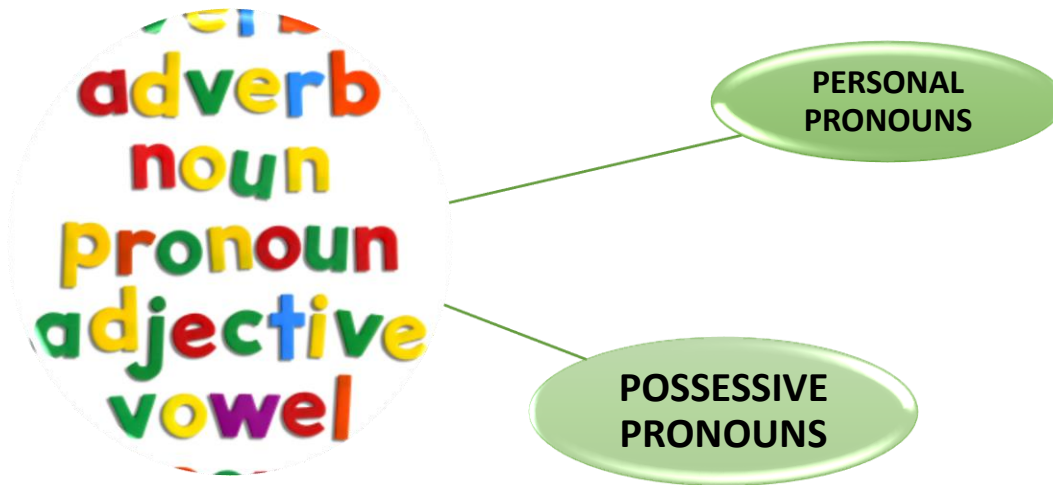 adverb
noun
pronoun
adjective
vowel
PERSONAL
PRONOUNS
POSSESSIVE
PRONOUNS